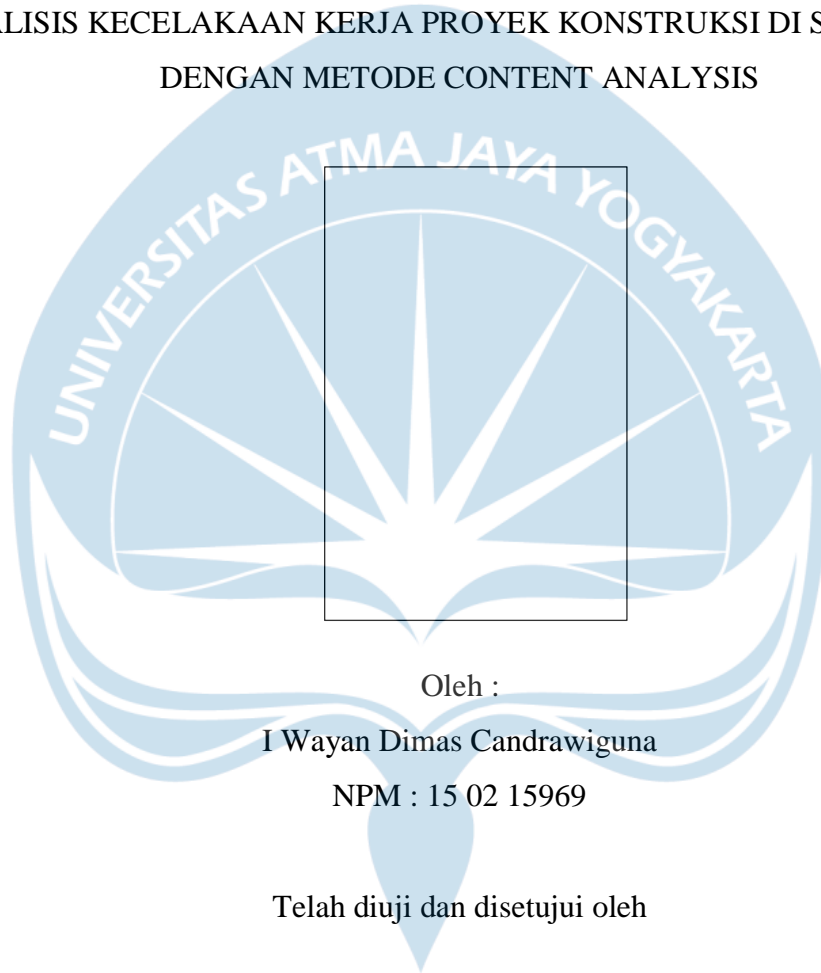 LISIS KECELAKAAN KERJA PROYEK KONSTRUKSI DI S
DENGAN METODE CONTENT ANALYSIS
UNIVERSITAS ATMA JAYA YOGYAKARTA
Oleh :
I Wayan Dimas Candrawiguna
NPM : 15 02 15969
Telah diuji dan disetujui oleh